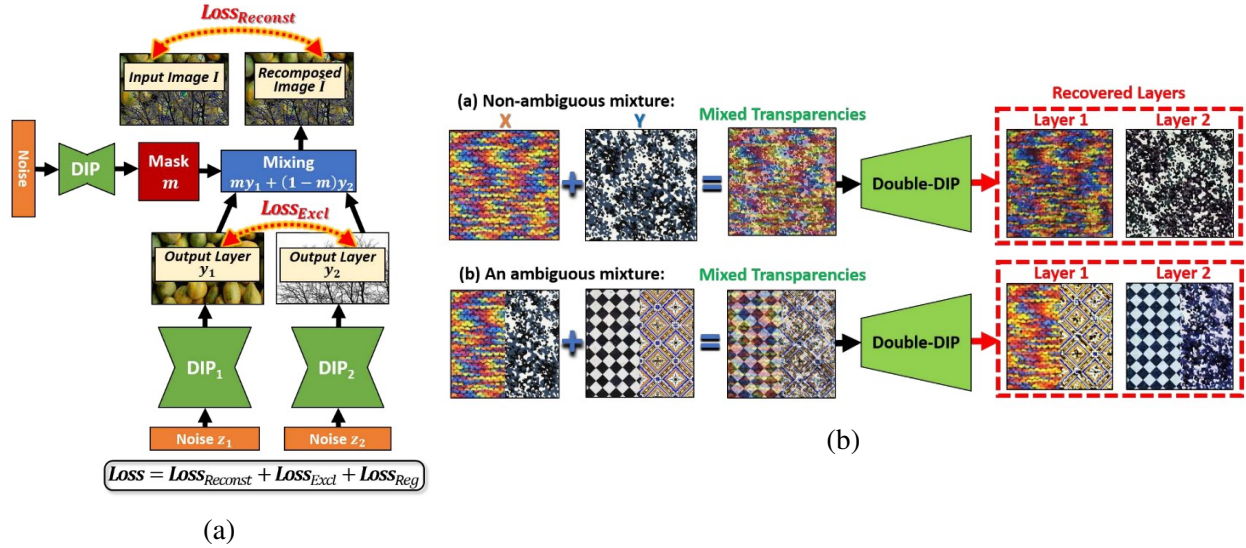 Loss_Reconst
Input Image I
Recomposed
Image Î
Noise
DIP
Mask
m
Mixing
my₁ + (1 − m)y₂
Loss_Excl
Output Layer
y₁
Output Layer
y₂
DIP₁
DIP₂
Noise z₁
Noise z₂
Loss = Loss_Reconst + Loss_Excl + Loss_Reg
(a)
(a) Non-ambiguous mixture:
X
Y
Mixed Transparencies
Recovered Layers
Layer 1
Layer 2
+
=
Double-DIP
(b) An ambiguous mixture:
Mixed Transparencies
Layer 1
Layer 2
+
=
Double-DIP
(b)